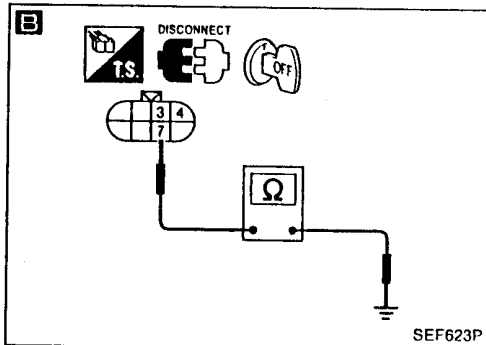 B
DISCONNECT
T.S.
OFF
3 4
7
Ω
SEF623P